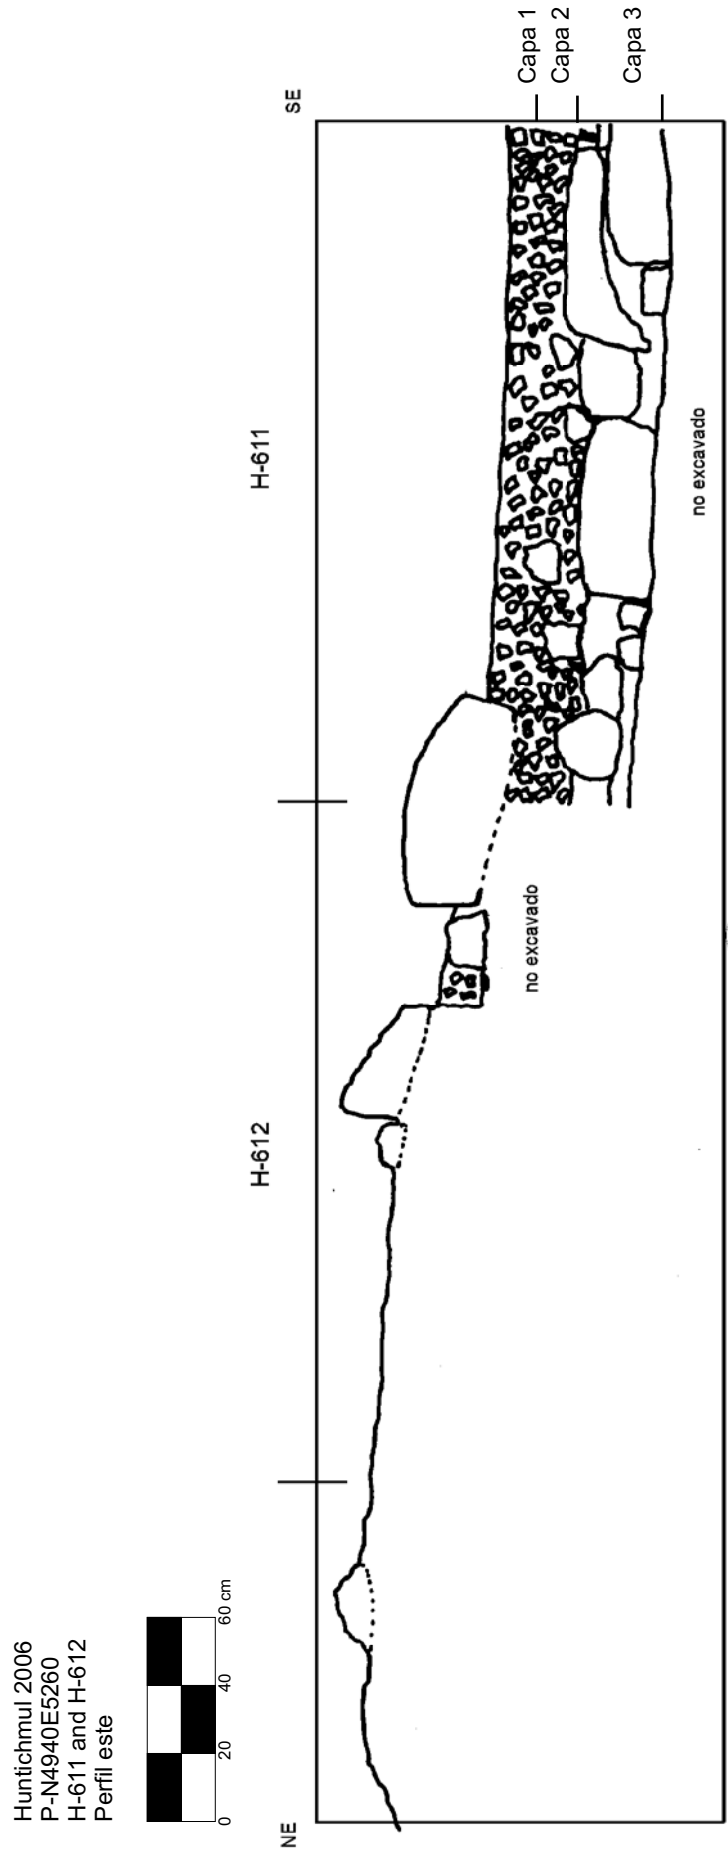 Huntichmul 2006
P-N4940E5260
H-611 and H-612
Perfil este
0 20 40 60 cm
NE
H-612
H-611
SE
Capa 1
Capa 2
Capa 3
no excavado
no excavado